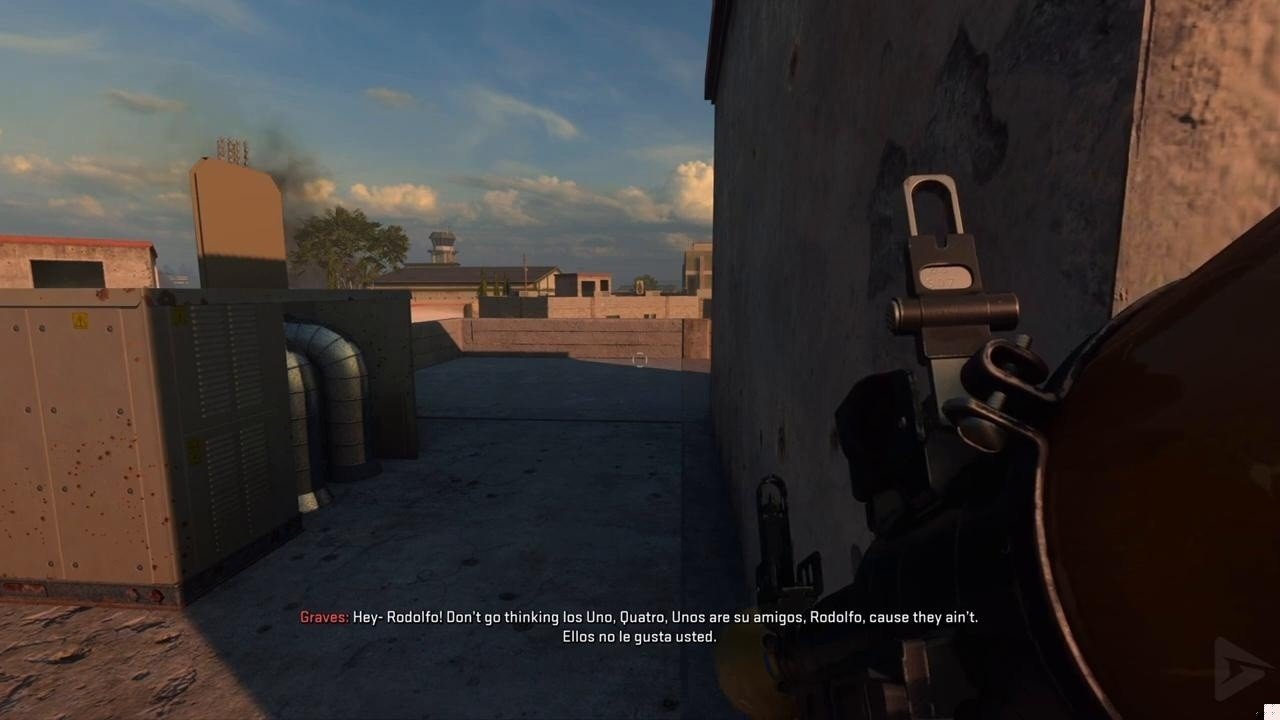 Graves: Hey- Rodolfo! Don't go thinking los Uno, Quatro, Unos are su amigos, Rodolfo, cause they ain't.
Ellos no le gusta usted.